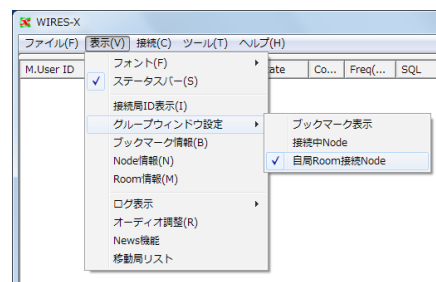 WIRES-X
ファイル(F) 表示(V) 接続(C) ツール(T) ヘルプ(H)
M.User ID ate Co... Freq(... SQL
フォント(F)
ステータスバー(S)
接続局ID表示(I)
グループウィンドウ設定
ブックマーク情報(B)
Node情報(N)
Room情報(M)
ログ表示
オーディオ調整(R)
News機能
移動局リスト
ブックマーク表示
接続中Node
自局Room接続Node